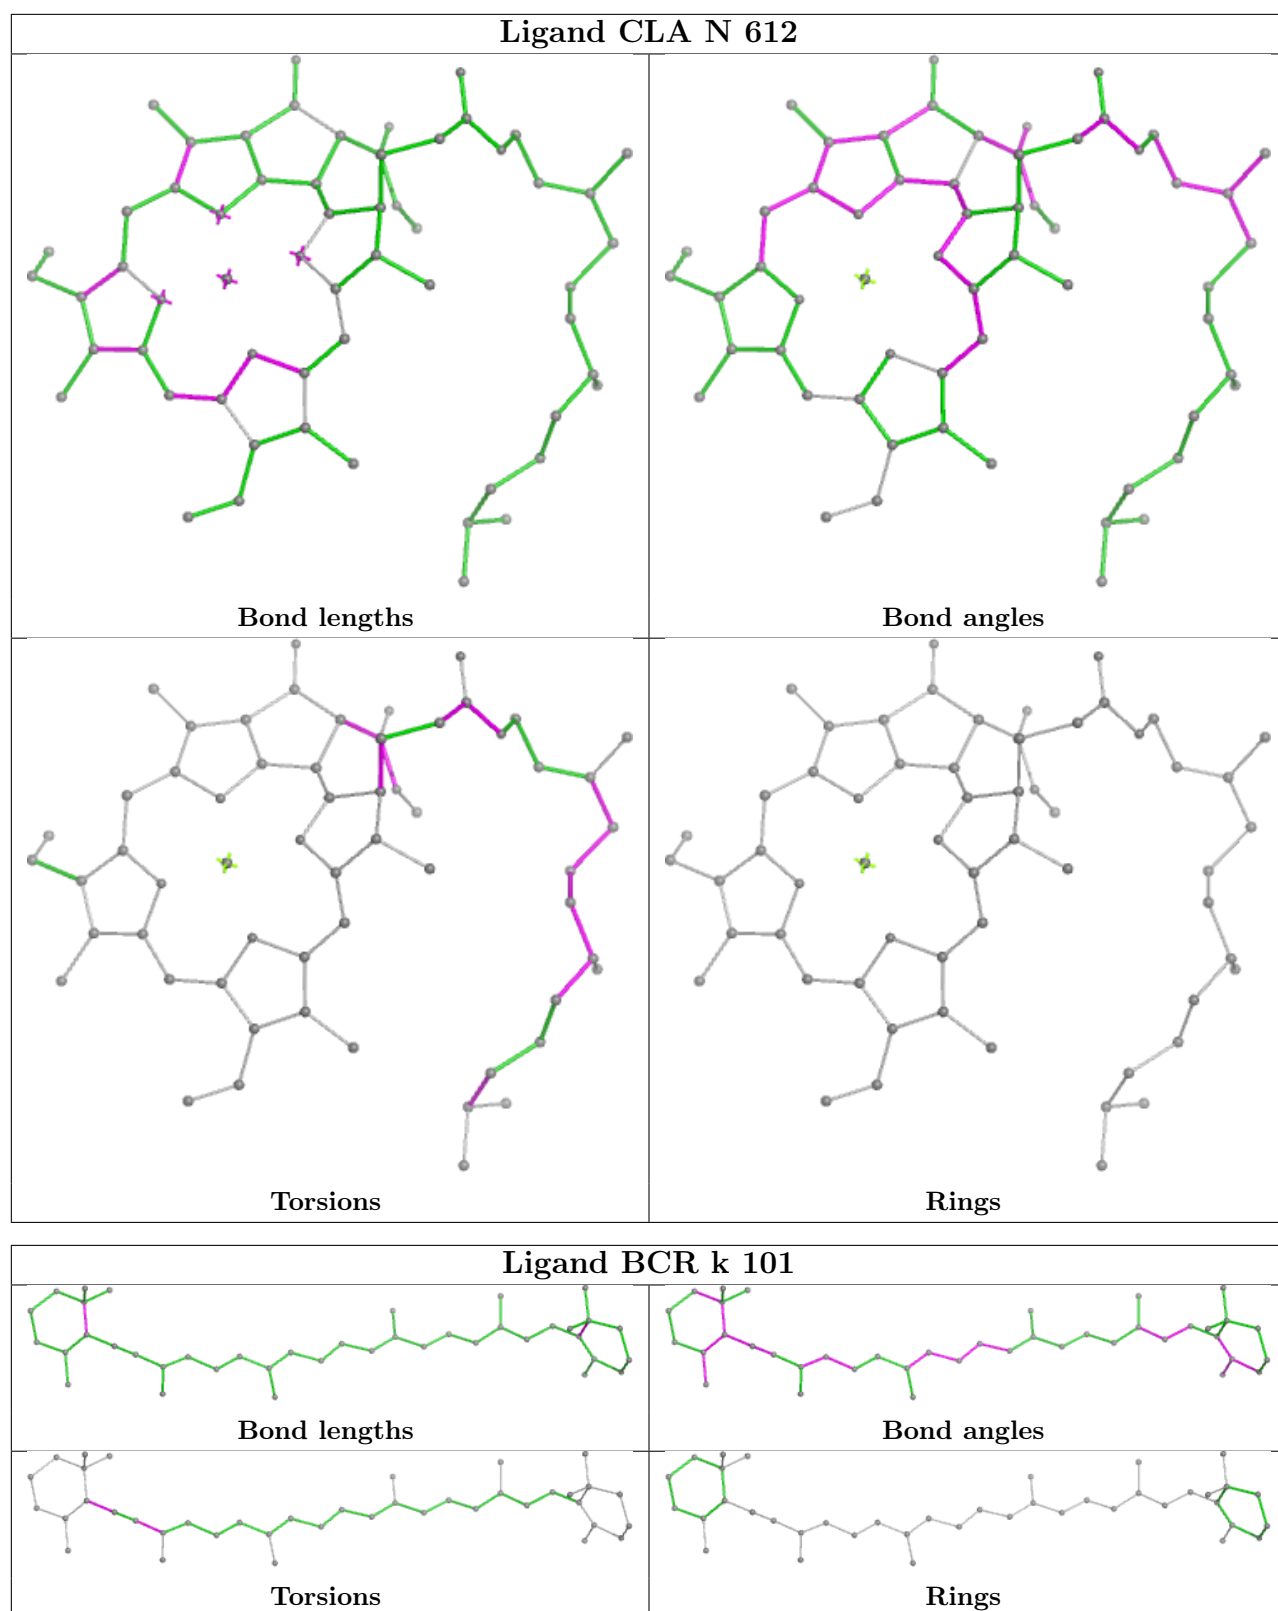 Ligand CLA N 612
Bond lengths
Bond angles
Torsions
Rings
Ligand BCR k 101
Bond lengths
Bond angles
Torsions
Rings